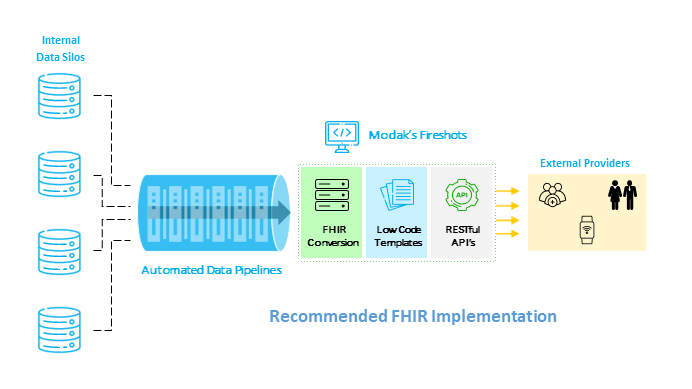 Internal
Data Silos
Modak's Fireshots
External Providers
API
FHIR
Conversion
Low Code
Templates
RESTful
API's
Automated Data Pipelines
Recommended FHIR Implementation